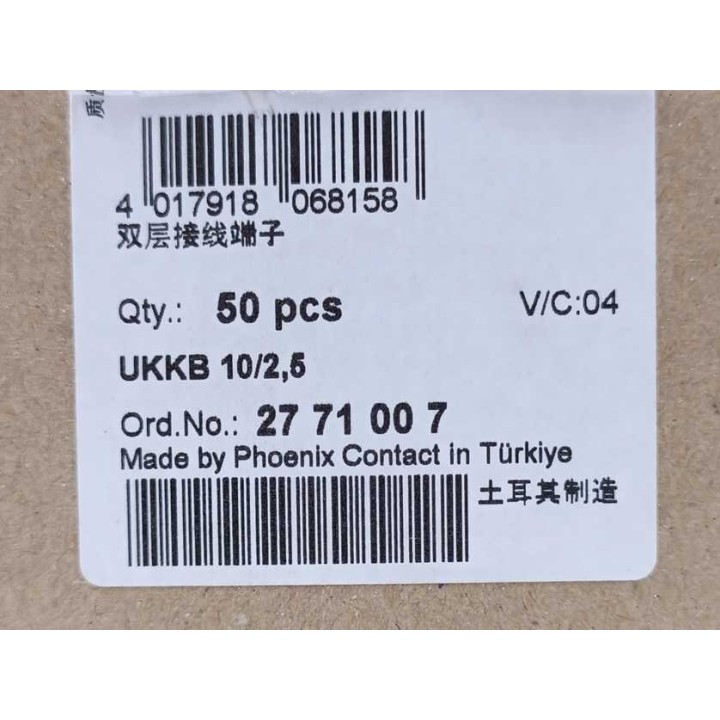 4 017918 068158
双层接线端子
Qty.: 50 pcs V/C:04
UKKB 10/2,5
Ord.No.: 27 71 00 7
Made by Phoenix Contact in Türkiye
土耳其制造